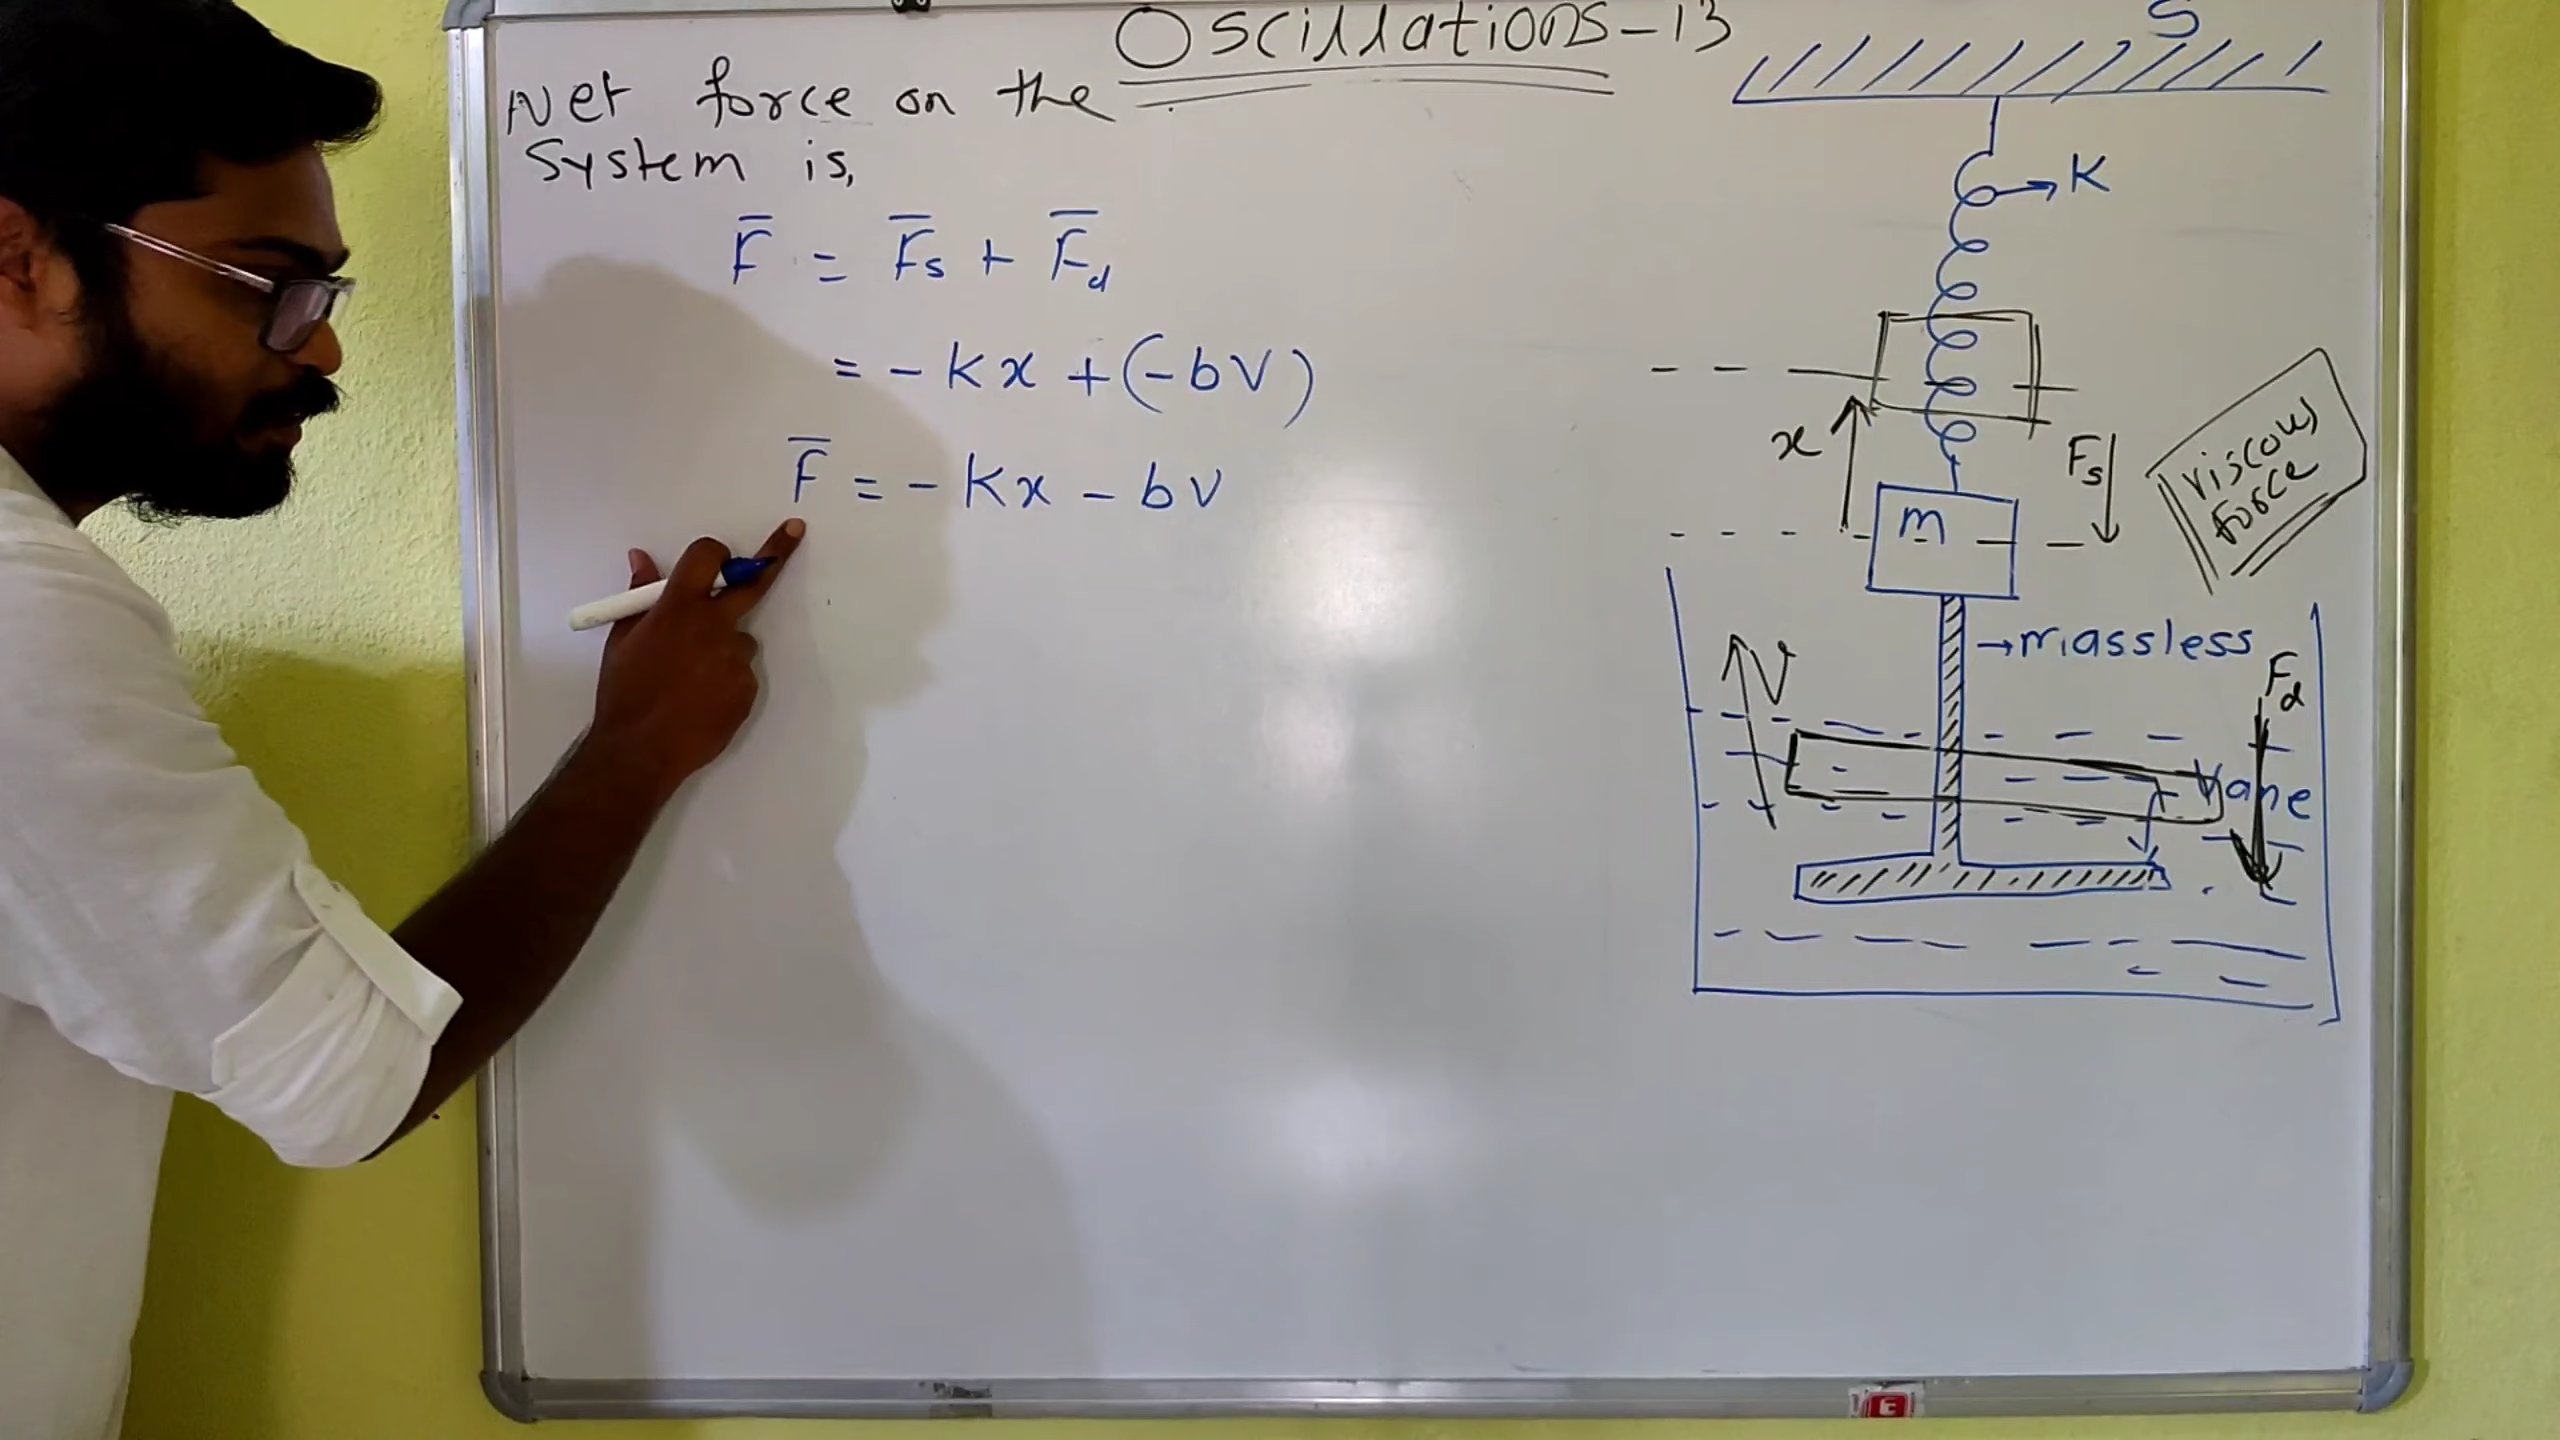 Oscillations-13
Net force on the
System is,
F̅ = F̅s + F̅d
= - Kx + (-bV)
F̅ = - Kx - bV
S
K
x
Fs
viscous
force
m
→massless
V
Fd
Vane
E